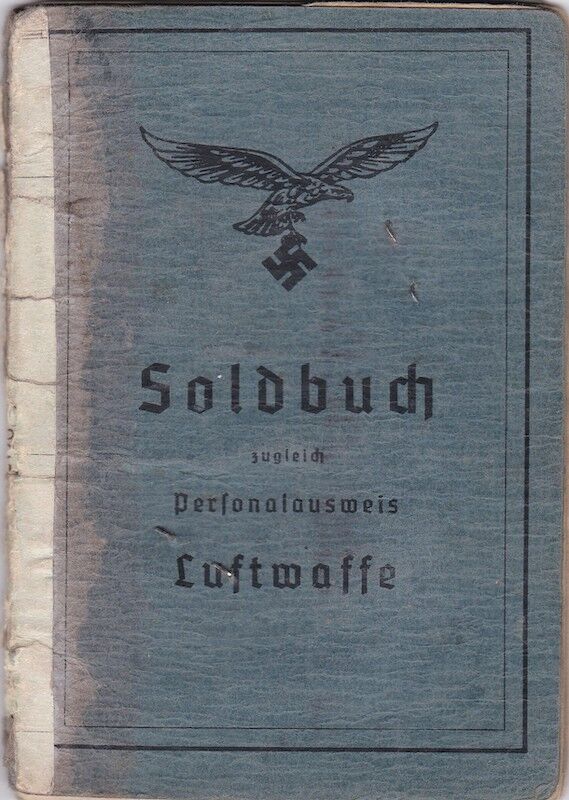 Soldbuch
zugleich
Personalausweis
Luftwaffe